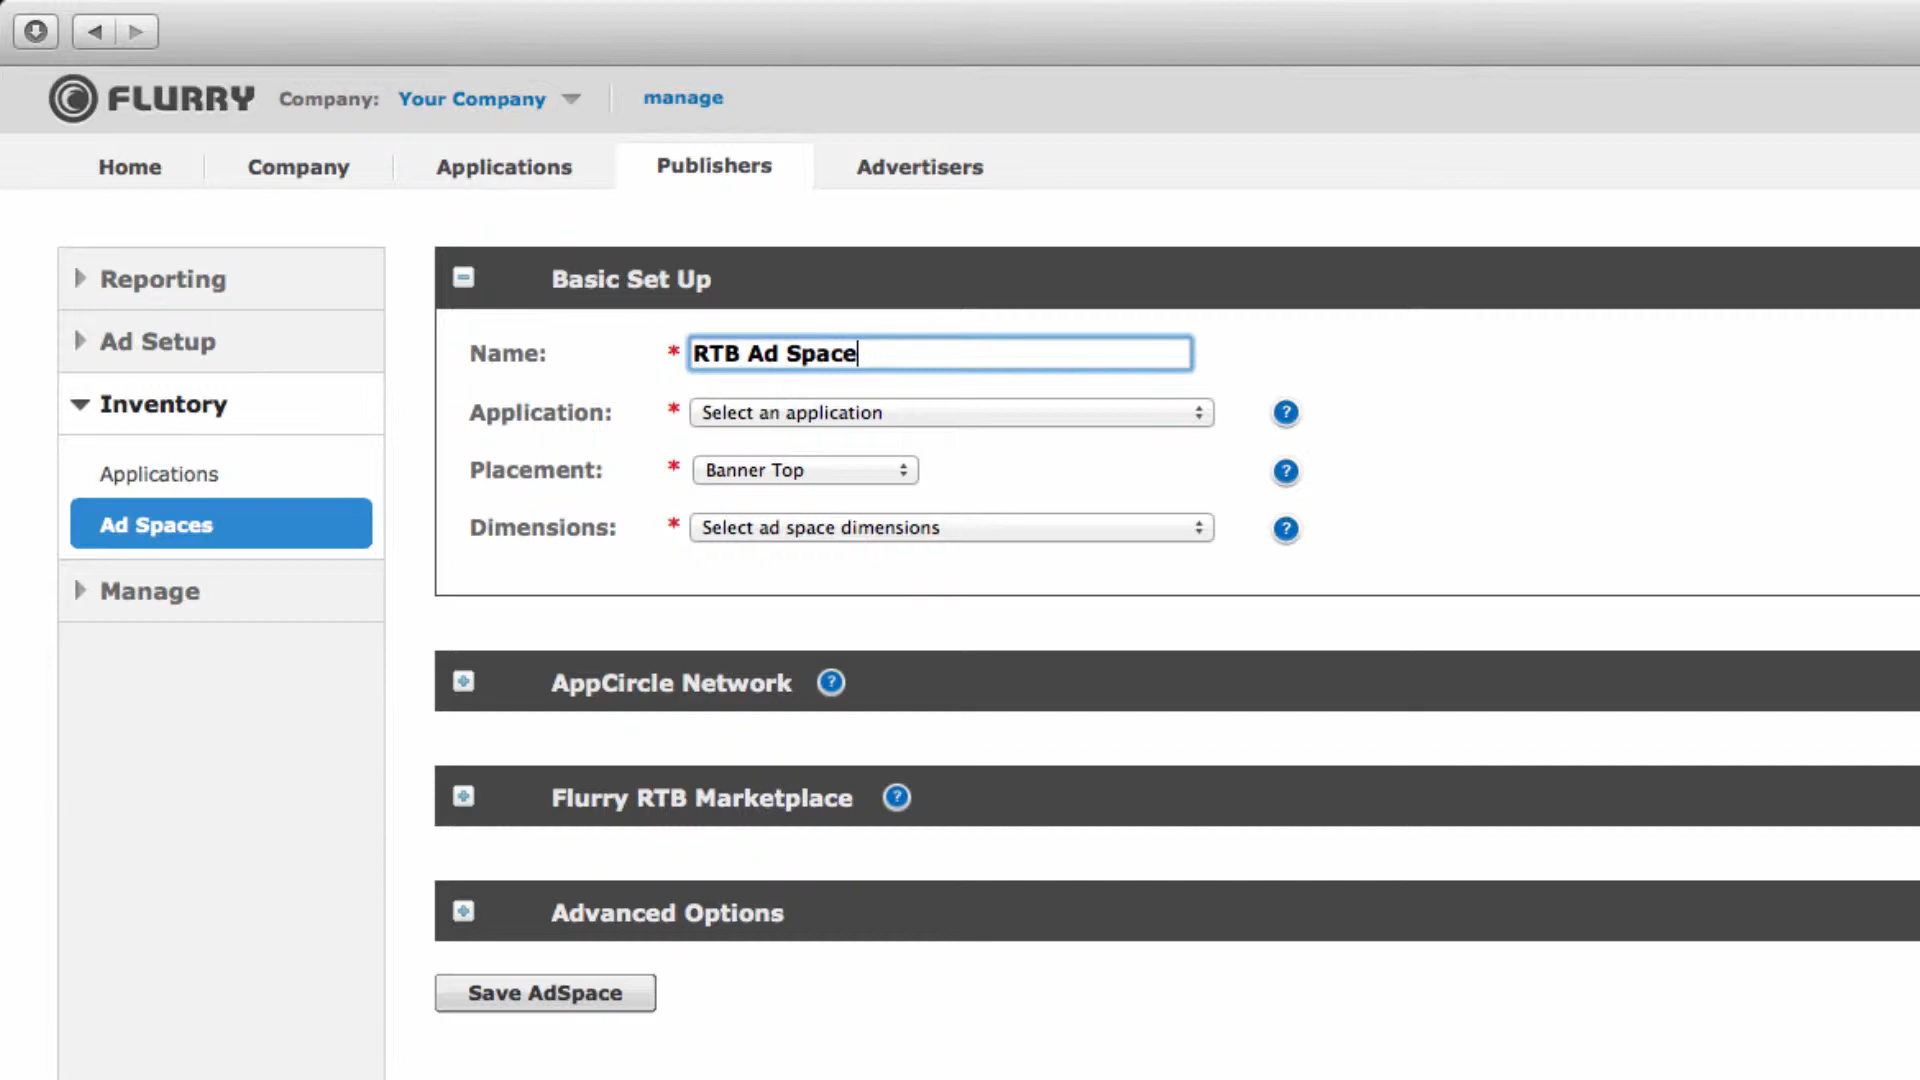 FLURRY Company: Your Company manage
Home Company Applications Publishers Advertisers
Reporting
Ad Setup
Inventory
Applications
Ad Spaces
Manage
Basic Set Up
Name: * RTB Ad Space
Application: * Select an application ?
Placement: * Banner Top ?
Dimensions: * Select ad space dimensions ?
AppCircle Network ?
Flurry RTB Marketplace ?
Advanced Options
Save AdSpace